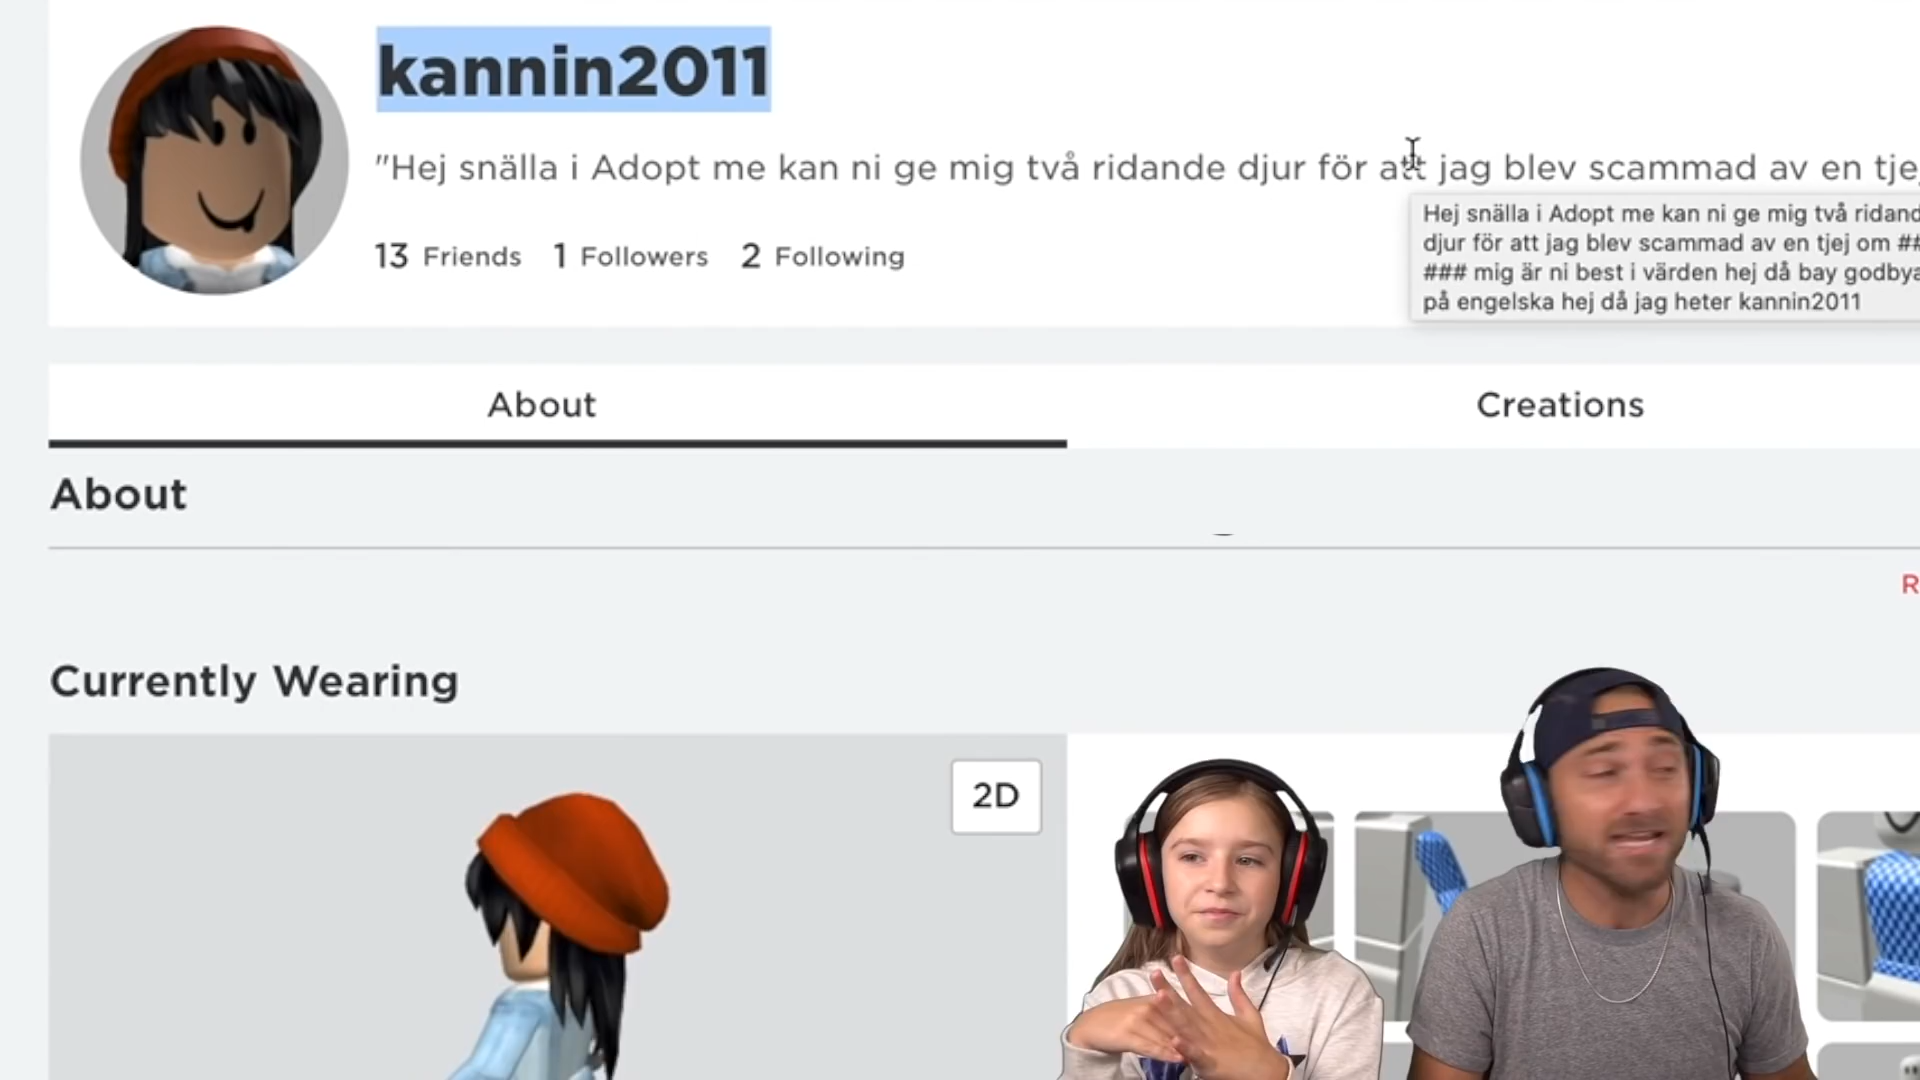 kannin2011
"Hej snälla i Adopt me kan ni ge mig två ridande djur för att jag blev scammad av en
Hej snälla i Adopt me kan ni ge mig två
djur för att jag blev scammad av en tjej om ##
### mig är ni best i värden hej då bay godbya
på engelska hej då jag heter kannin2011
13 Friends 1 Followers 2 Following
About Creations
About
Currently Wearing
2D